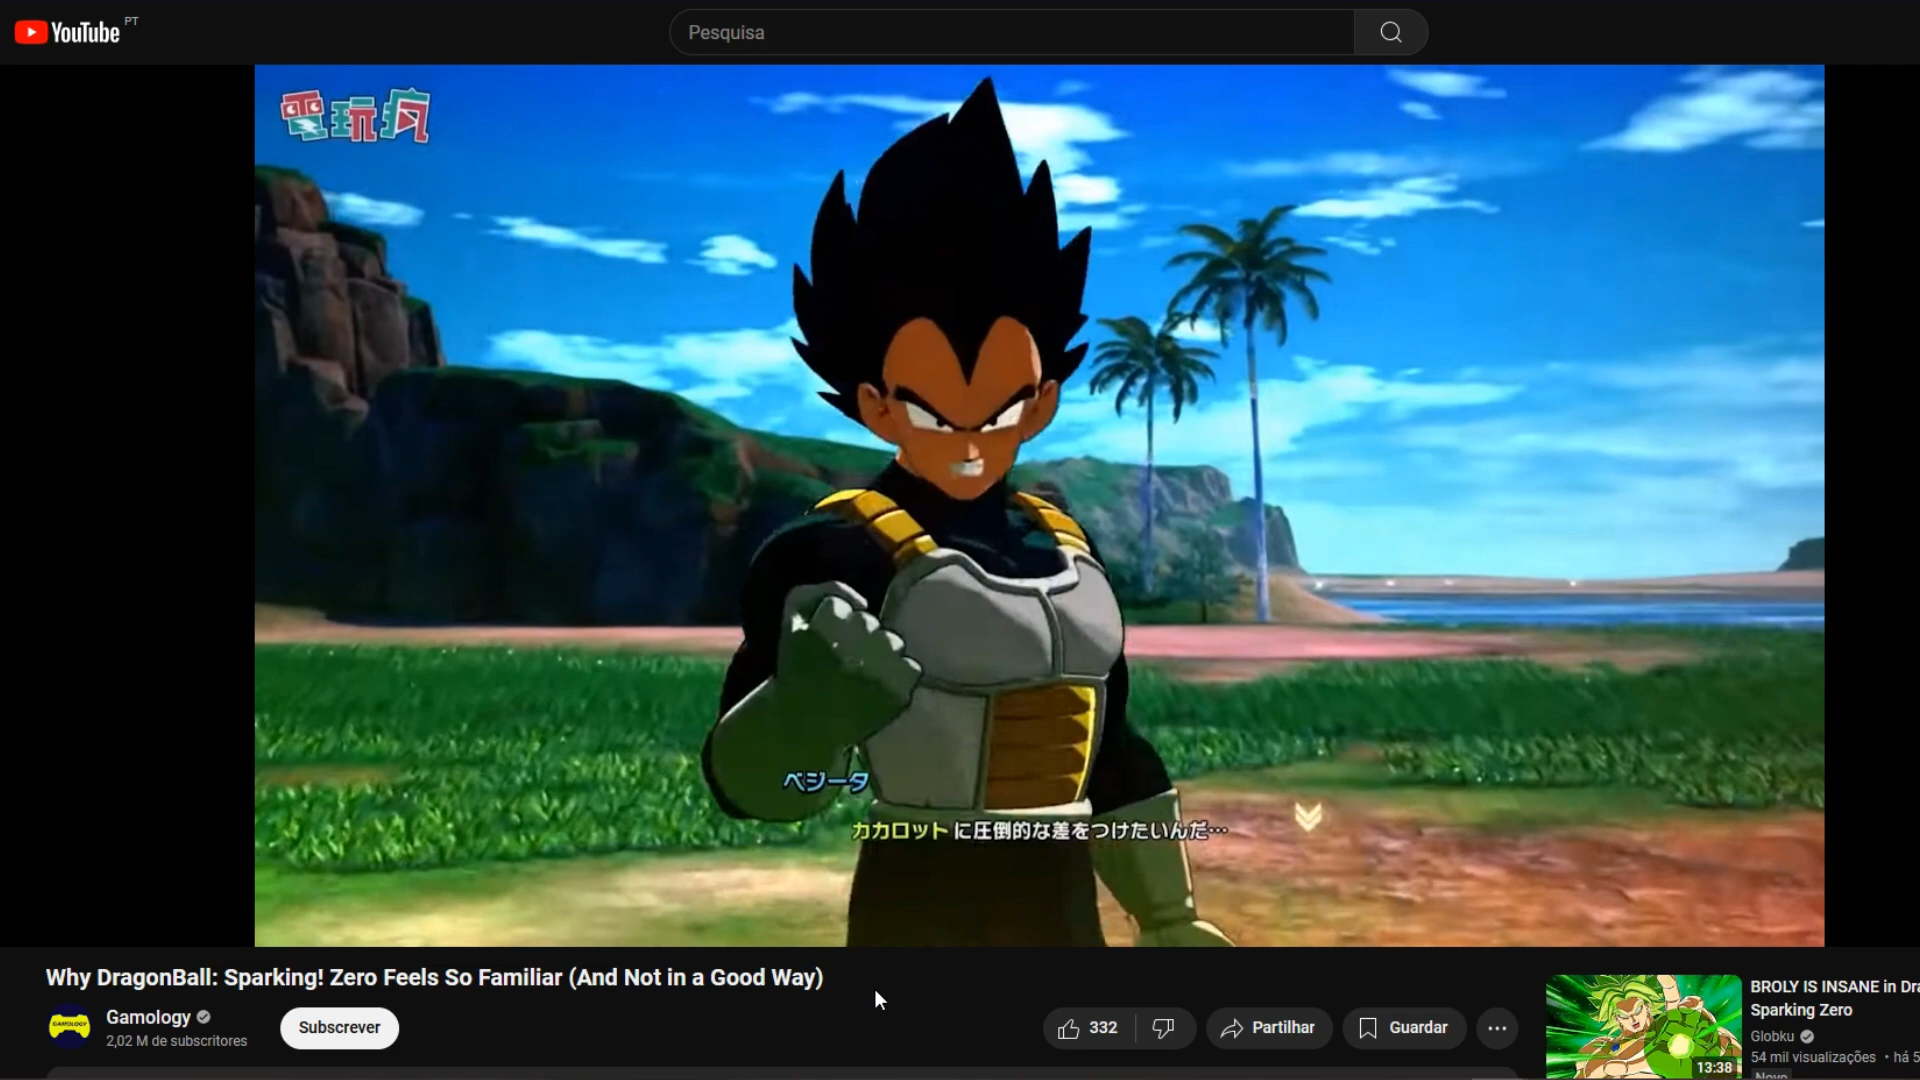 YouTube PT
Pesquisa
電玩瘋
ベジータ
カカロットに圧倒的な差をつけたいんだ…
Why DragonBall: Sparking! Zero Feels So Familiar (And Not in a Good Way)
GAMOLOGY
Gamology
2,02 M de subscritores
Subscrever
332
Partilhar
Guardar
13:38
BROLY IS INSANE in Dra
Sparking Zero
Globku
54 mil visualizações • há 5
Novo